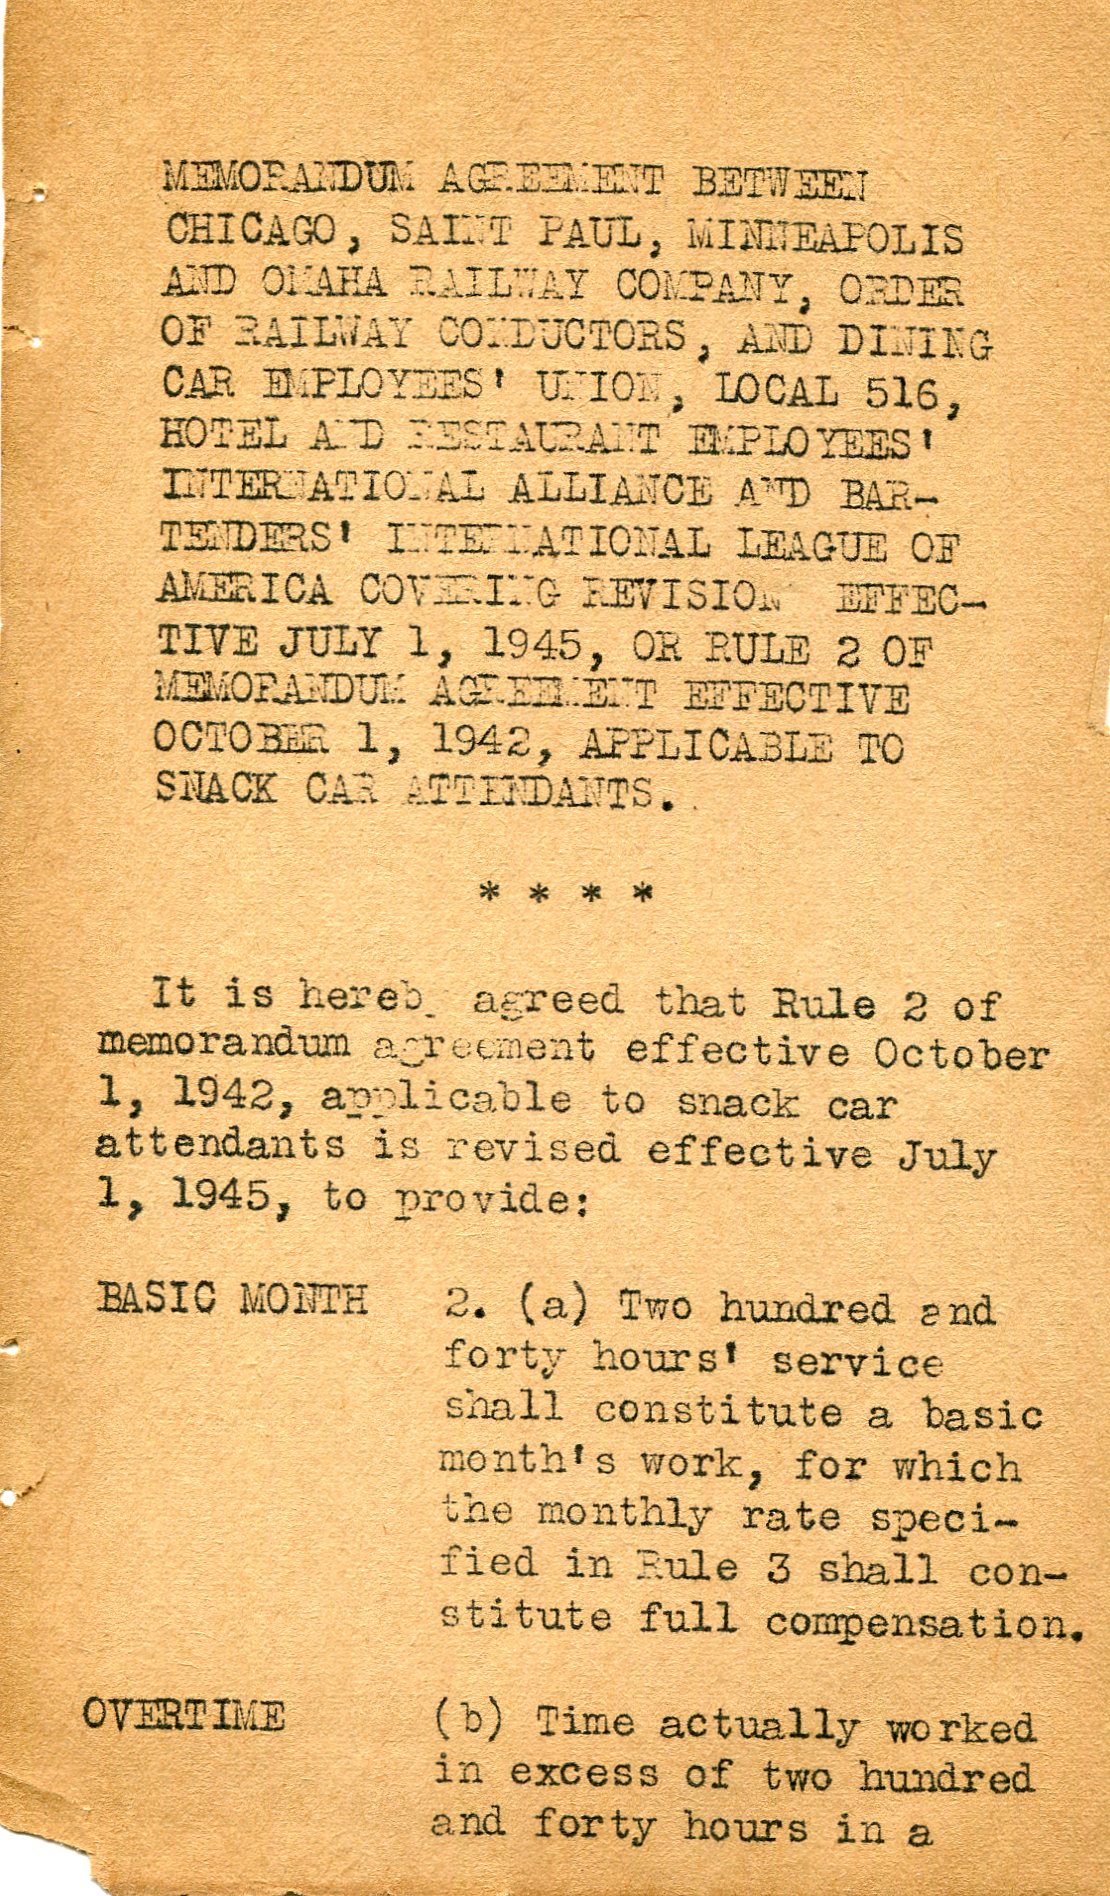 MEMORANDUM AGREEMENT BETWEEN
CHICAGO, SAINT PAUL, MINNEAPOLIS
AND OMAHA RAILWAY COMPANY, ORDER
OF RAILWAY CONDUCTORS, AND DINING
CAR EMPLOYEES' UNION, LOCAL 516,
HOTEL AND RESTAURANT EMPLOYEES'
INTERNATIONAL ALLIANCE AND BAR-
TENDERS' INTERNATIONAL LEAGUE OF
AMERICA COVERING REVISION EFFEC-
TIVE JULY 1, 1945, OR RULE 2 OF
MEMORANDUM AGREEMENT EFFECTIVE
OCTOBER 1, 1942, APPLICABLE TO
SNACK CAR ATTENDANTS.
* * * *
It is hereby agreed that Rule 2 of
memorandum agreement effective October
1, 1942, applicable to snack car
attendants is revised effective July
1, 1945, to provide:
BASIC MONTH 2. (a) Two hundred and
forty hours' service
shall constitute a basic
month's work, for which
the monthly rate speci-
fied in Rule 3 shall con-
stitute full compensation.
OVERTIME (b) Time actually worked
in excess of two hundred
and forty hours in a